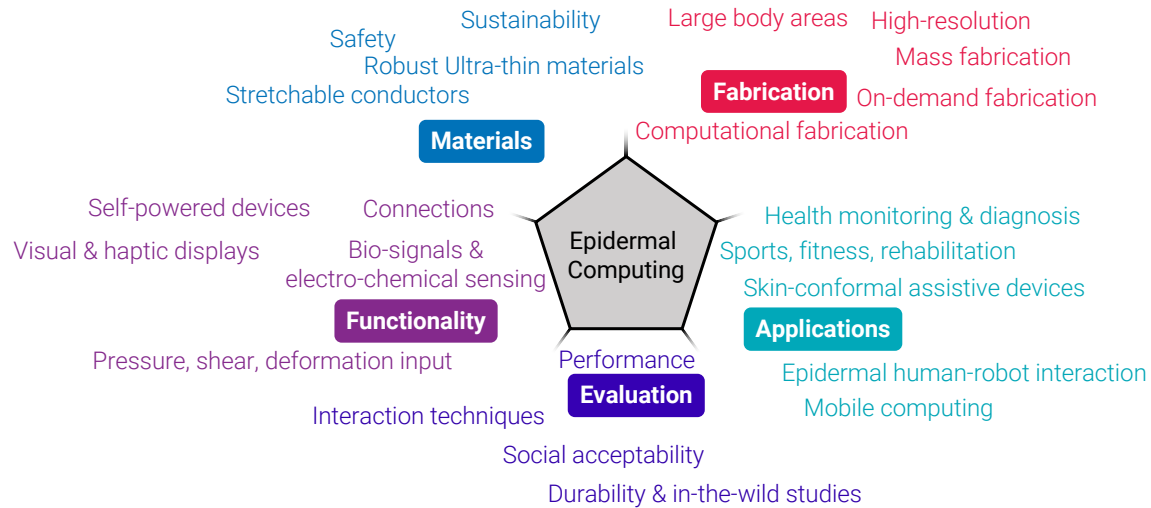 Sustainability
Safety
Robust Ultra-thin materials
Stretchable conductors
Materials
Large body areas
High-resolution
Mass fabrication
Fabrication
On-demand fabrication
Computational fabrication
Self-powered devices
Connections
Visual & haptic displays
Bio-signals &
electro-chemical sensing
Functionality
Pressure, shear, deformation input
Epidermal
Computing
Health monitoring & diagnosis
Sports, fitness, rehabilitation
Skin-conformal assistive devices
Applications
Epidermal human-robot interaction
Mobile computing
Performance
Evaluation
Interaction techniques
Social acceptability
Durability & in-the-wild studies